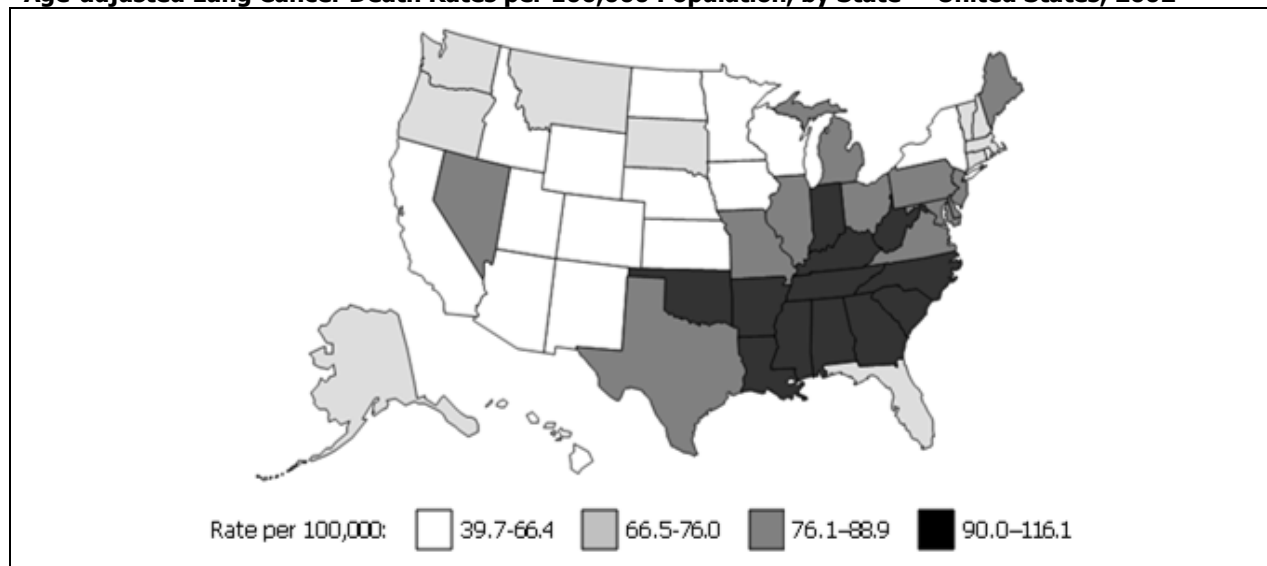 Age-adjusted Lung Cancer Death Rates per 100,000 Population, by State — United States, 2002
Rate per 100,000: 39.7-66.4 66.5-76.0 76.1–88.9 90.0–116.1